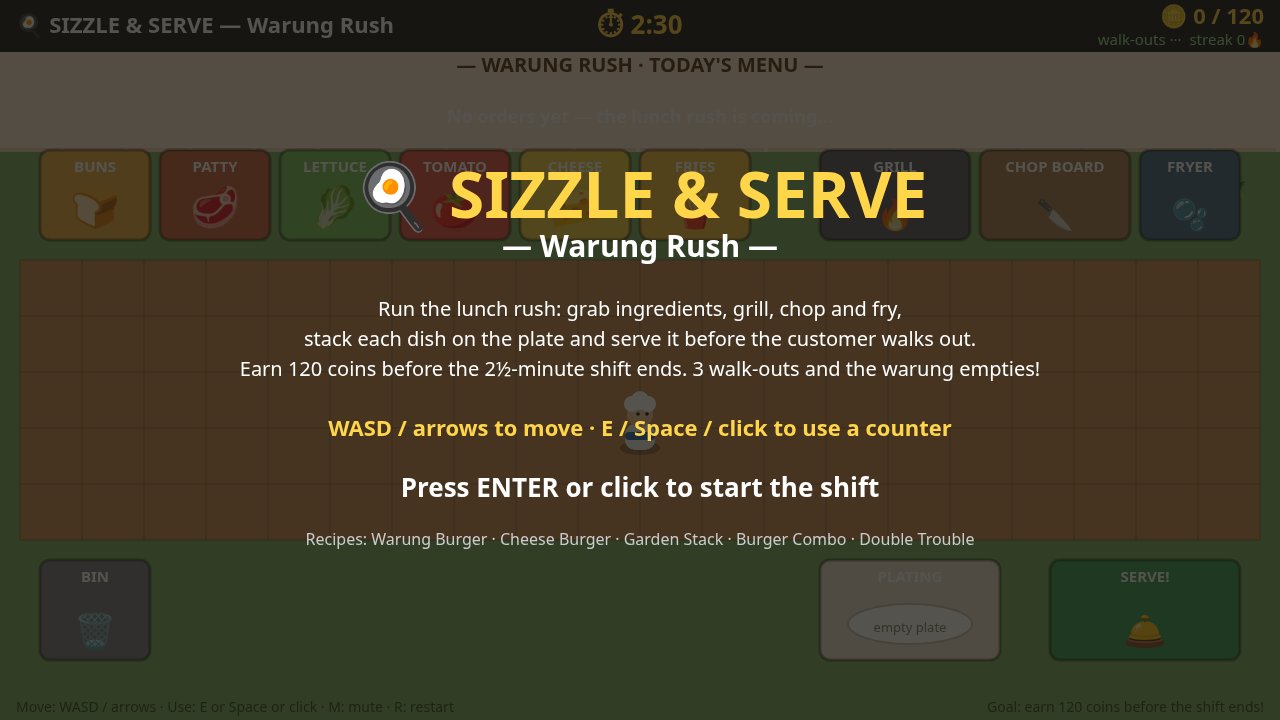 SIZZLE & SERVE — Warung Rush
2:30
0 / 120
walk-outs ··· streak 0
— WARUNG RUSH · TODAY'S MENU —
No orders yet — the lunch rush is coming...
BUNS
PATTY
LETTUCE
TOMATO
CHEESE
FRIES
GRILL
CHOP BOARD
FRYER
SIZZLE & SERVE
— Warung Rush —
Run the lunch rush: grab ingredients, grill, chop and fry,
stack each dish on the plate and serve it before the customer walks out.
Earn 120 coins before the 2½-minute shift ends. 3 walk-outs and the warung empties!
WASD / arrows to move · E / Space / click to use a counter
Press ENTER or click to start the shift
Recipes: Warung Burger · Cheese Burger · Garden Stack · Burger Combo · Double Trouble
BIN
PLATING
empty plate
SERVE!
Move: WASD / arrows · Use: E or Space or click · M: mute · R: restart
Goal: earn 120 coins before the shift ends!